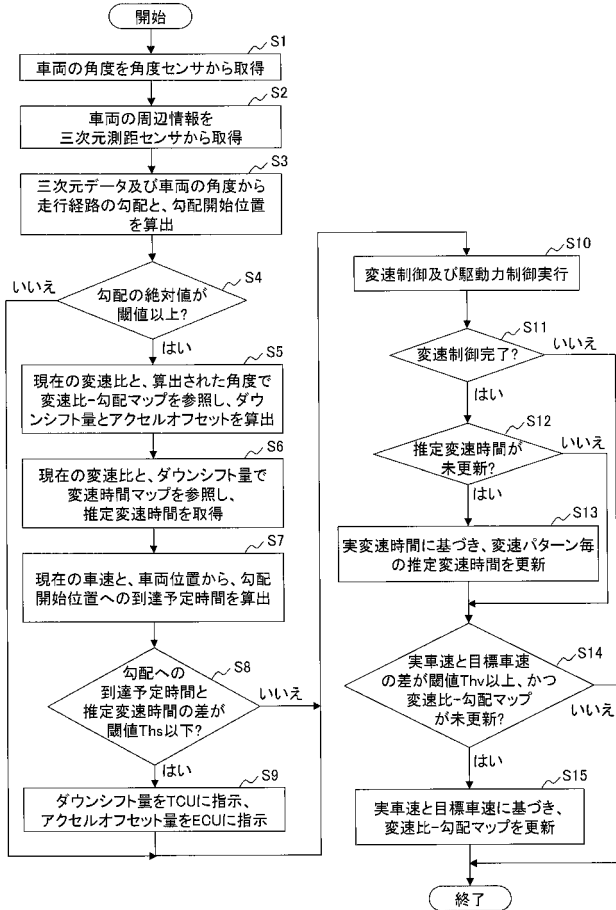 開始
S1
車両の角度を角度センサから取得
S2
車両の周辺情報を
三次元測距センサから取得
S3
三次元データ及び車両の角度から
走行経路の勾配と、勾配開始位置
を算出
S4
いいえ
勾配の絶対値が
閾値以上?
はい
S5
現在の変速比と、算出された角度で
変速比-勾配マップを参照し、ダウ
ンシフト量とアクセルオフセットを算出
S6
現在の変速比と、ダウンシフト量で
変速時間マップを参照し、
推定変速時間を取得
S7
現在の車速と、車両位置から、勾配
開始位置への到達予定時間を算出
S8
勾配への
到達予定時間と
推定変速時間の差が
閾値Ths以下?
いいえ
はい
S9
ダウンシフト量をTCUに指示、
アクセルオフセット量をECUに指示
S10
変速制御及び駆動力制御実行
S11
いいえ
変速制御完了?
はい
S12
推定変速時間が
未更新?
いいえ
はい
S13
実変速時間に基づき、変速パターン毎
の推定変速時間を更新
S14
実車速と目標車速
の差が閾値Thv以上、かつ
変速比-勾配マップ
が未更新?
いいえ
はい
S15
実車速と目標車速に基づき、
変速比-勾配マップを更新
終了